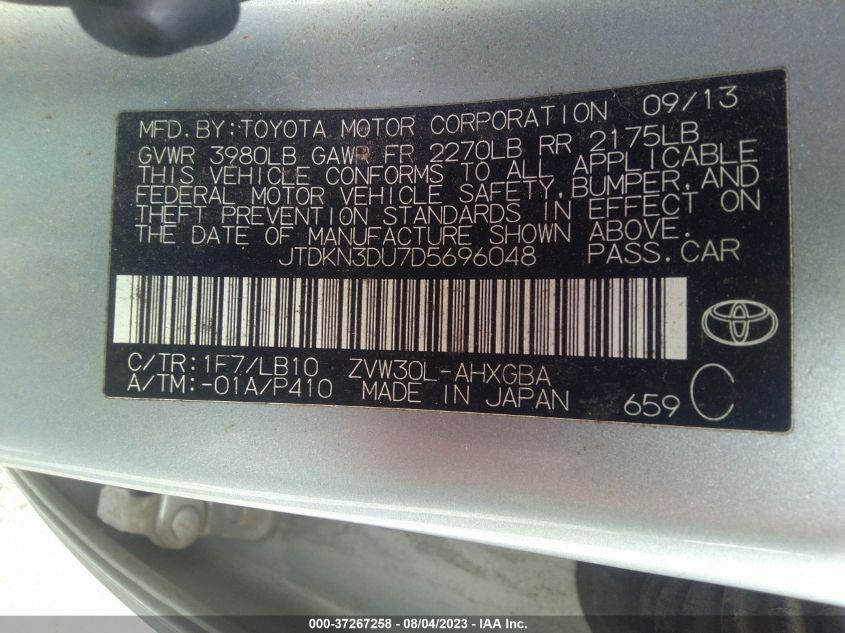 MFD.BY:TOYOTA MOTOR CORPORATION 09/13
GVWR 3980LB GAWR FR 2270LB RR 2175LB
THIS VEHICLE CONFORMS TO ALL APPLICABLE
FEDERAL MOTOR VEHICLE SAFETY,BUMPER,AND
THEFT PREVENTION STANDARDS IN EFFECT ON
THE DATE OF MANUFACTURE SHOWN ABOVE.
JTDKN3DU7D5696048 PASS.CAR
C/TR:1F7/LB10 ZVW30L-AHXGBA
A/TM:-01A/P410 MADE IN JAPAN 659 C
000-37267258 - 08/04/2023 - IAA Inc.